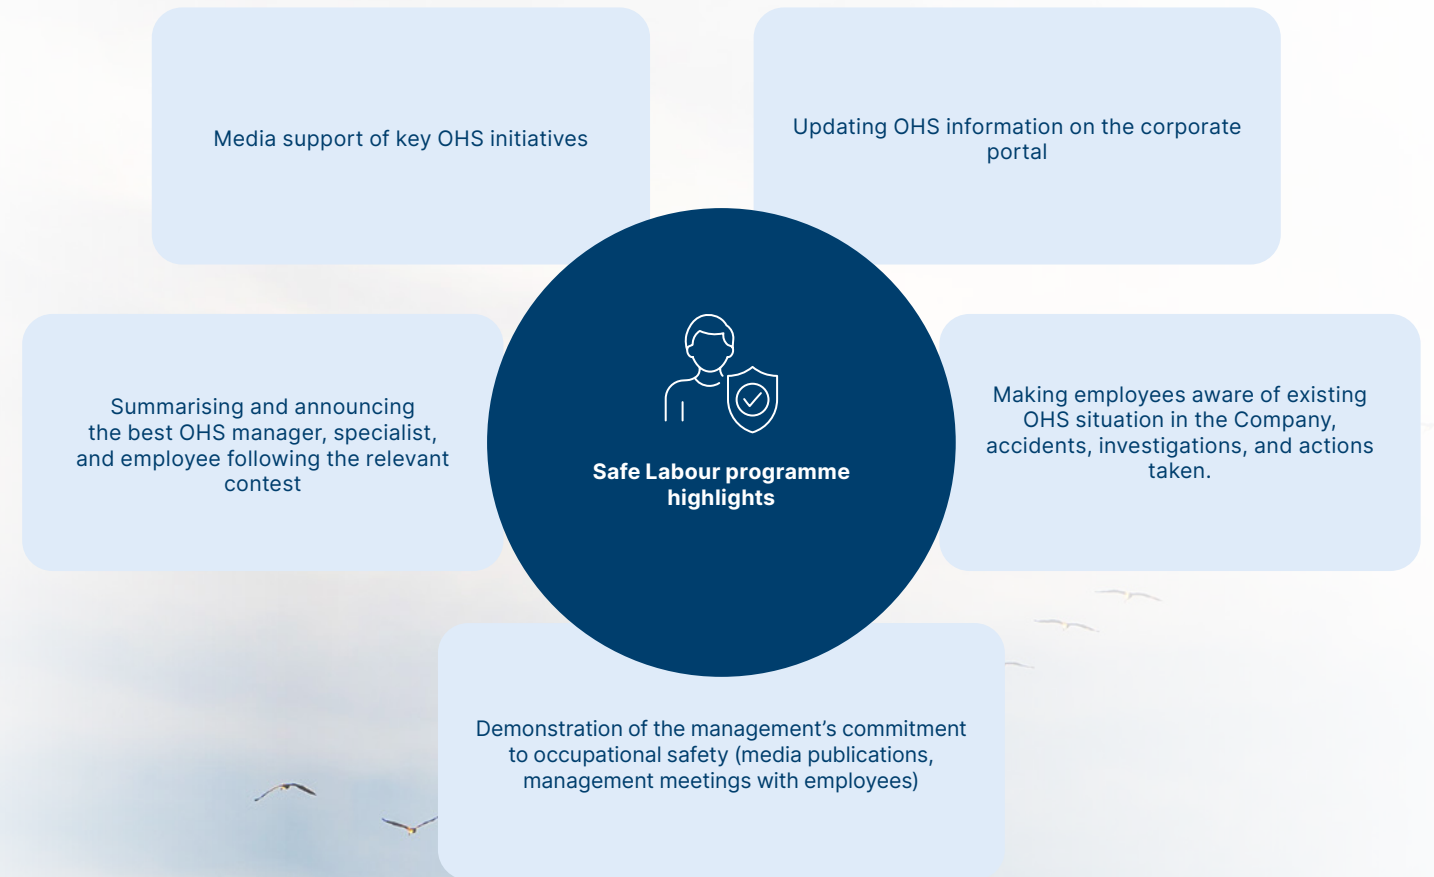 Media support of key OHS initiatives
Updating OHS information on the corporate
portal
Summarising and announcing
the best OHS manager, specialist,
and employee following the relevant
contest
Safe Labour programme
highlights
Making employees aware of existing
OHS situation in the Company,
accidents, investigations, and actions
taken.
Demonstration of the management’s commitment
to occupational safety (media publications,
management meetings with employees)